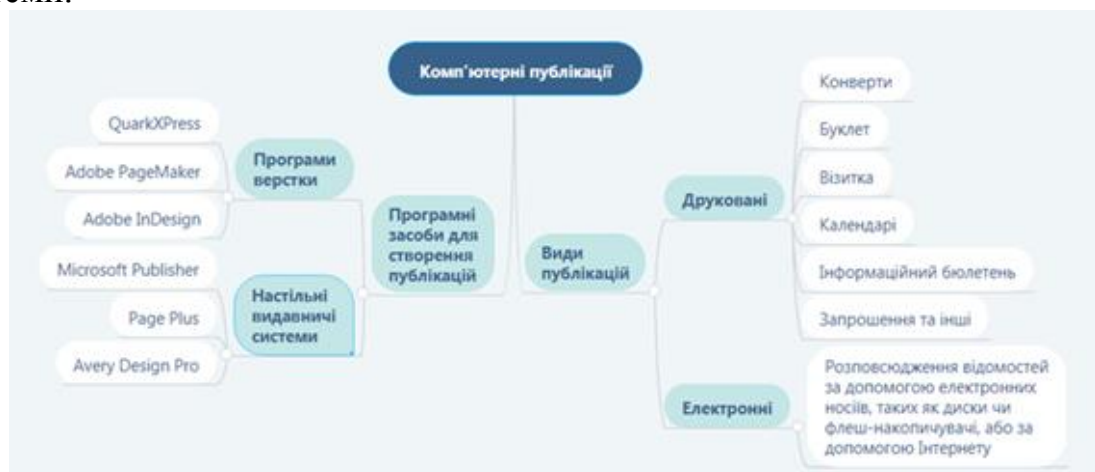 Комп'ютерні публікації
QuarkXPress
Adobe PageMaker
Adobe InDesign
Програми
верстки
Microsoft Publisher
Page Plus
Avery Design Pro
Настільні
видавничі
системи
Програмні
засоби для
створення
публікацій
Види
публікацій
Друковані
Конверти
Буклет
Візитка
Календарі
Інформаційний бюлетень
Запрошення та інші
Електронні
Розповсюдження відомостей
за допомогою електронних
носіїв, таких як диски чи
флеш-накопичувачі, або за
допомогою Інтернету